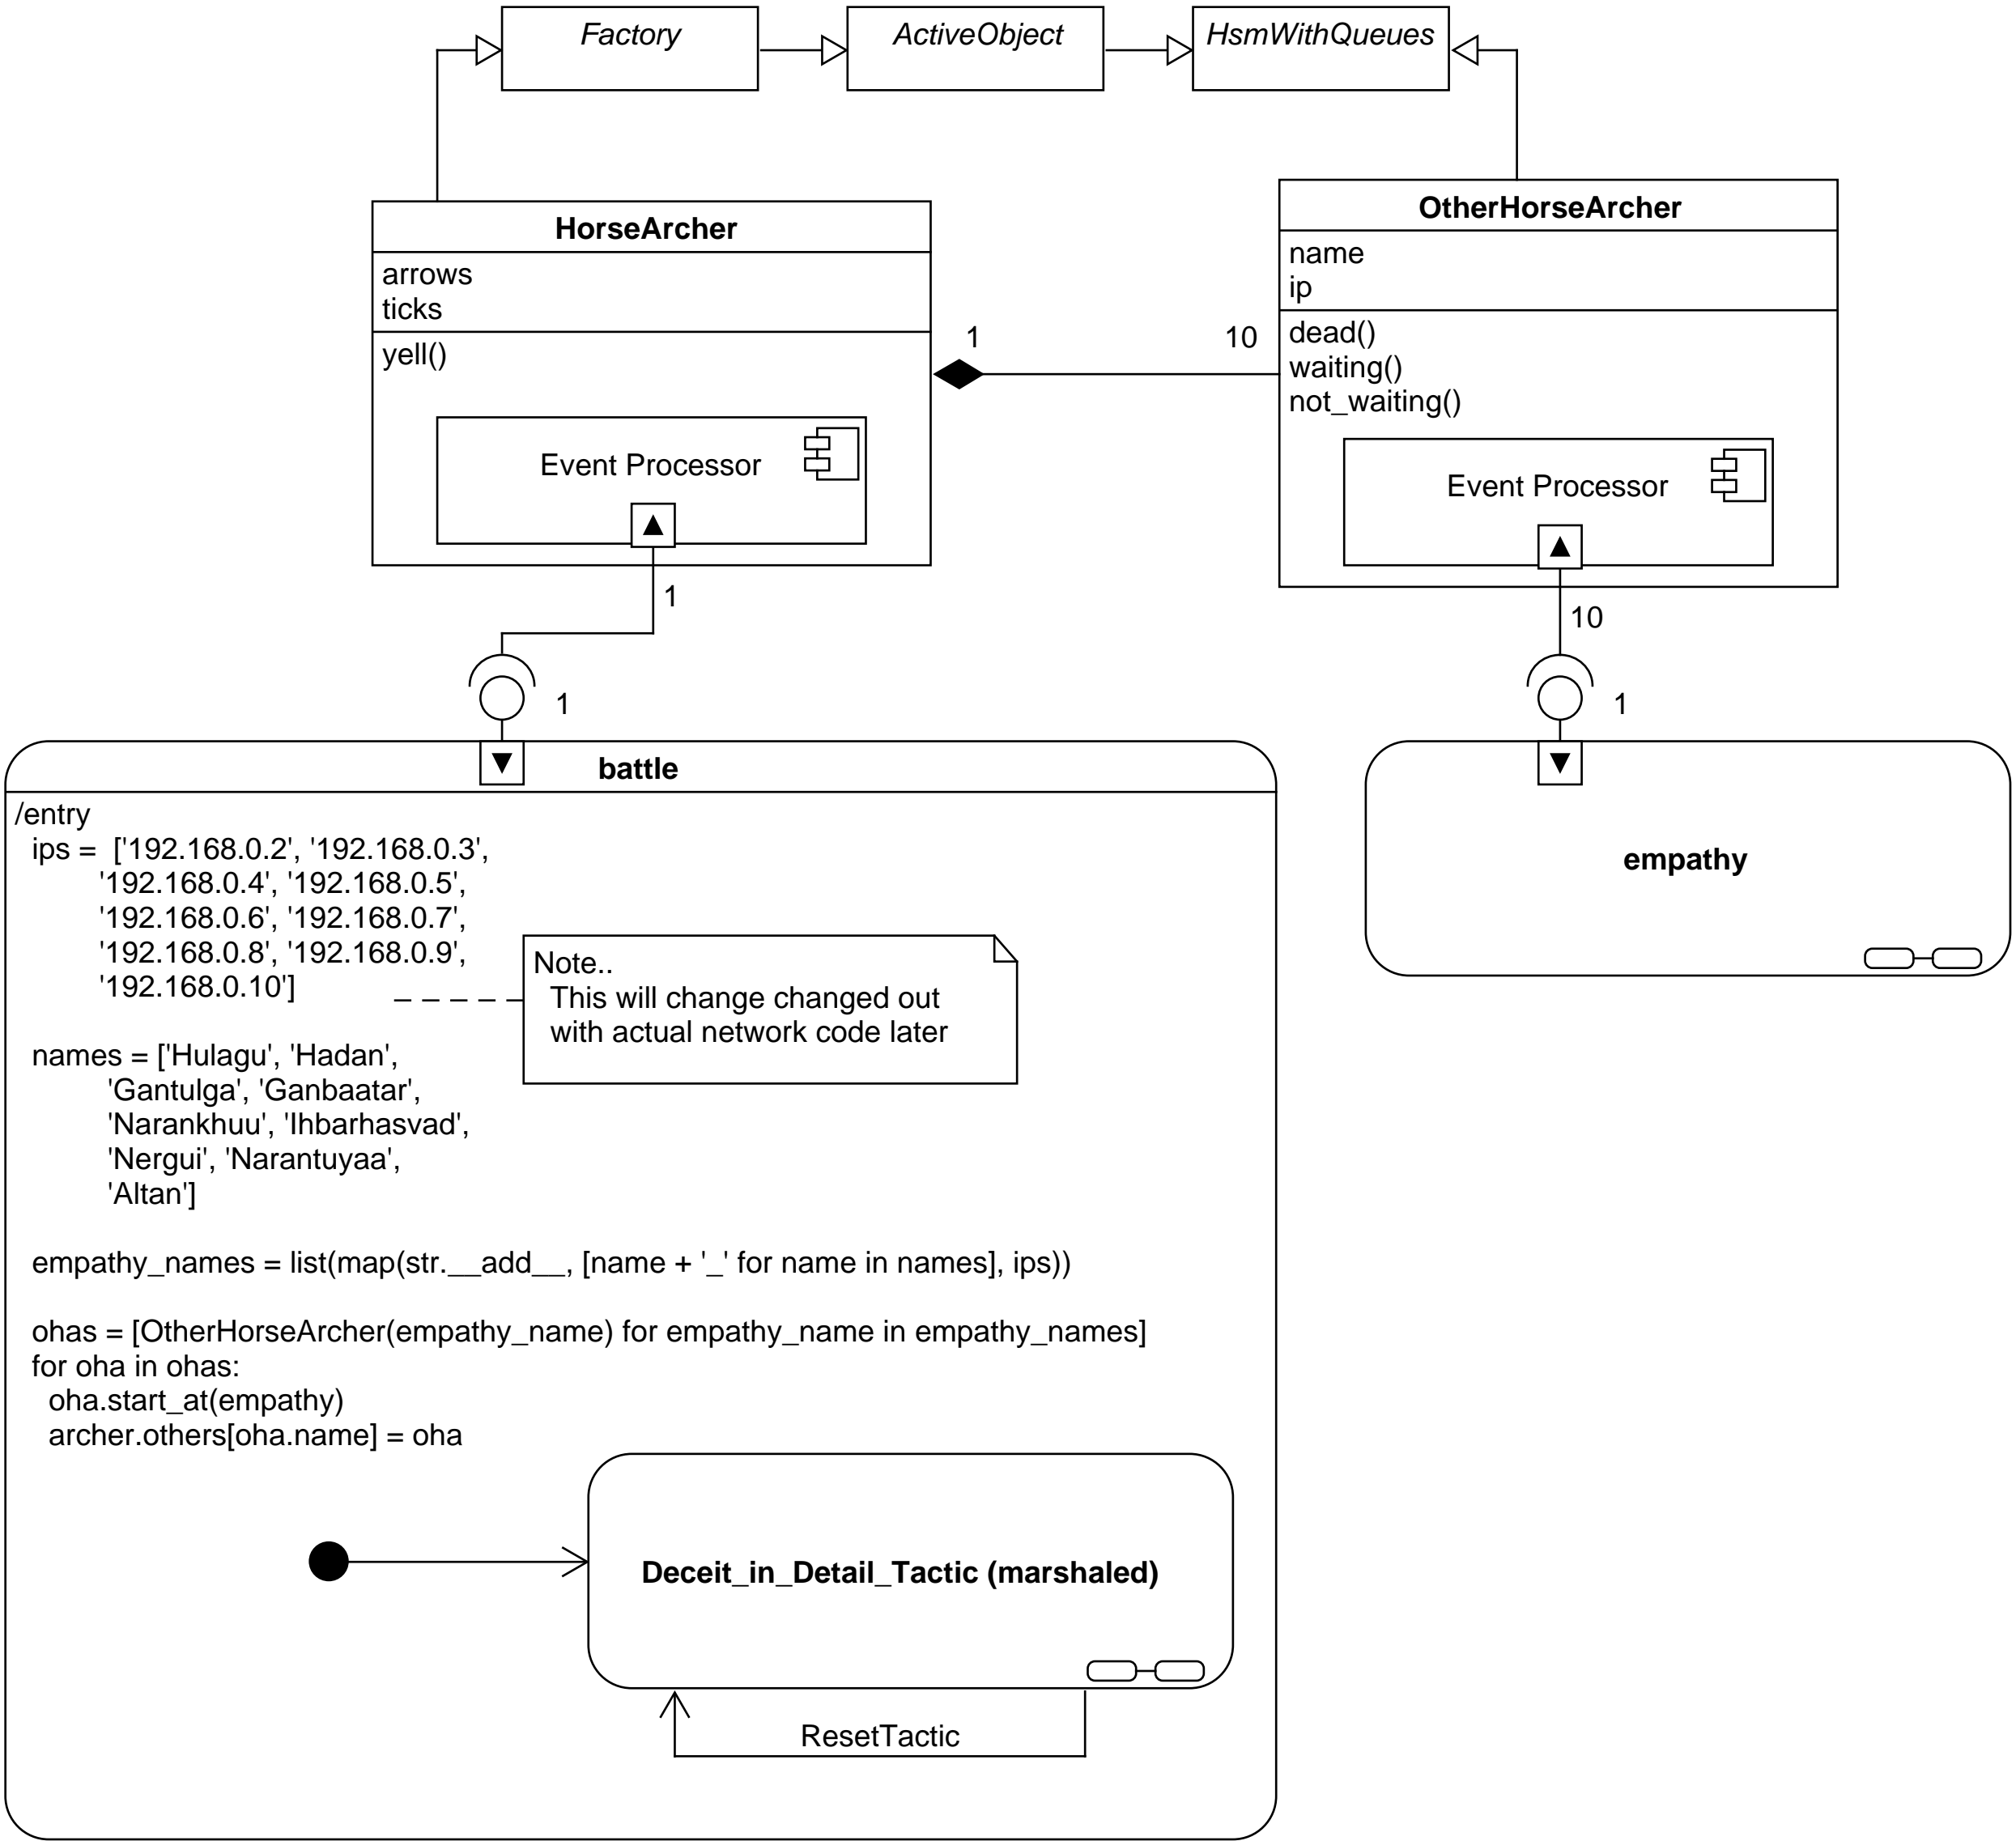 Factory
ActiveObject
HsmWithQueues
HorseArcher
arrows
ticks
yell()
Event Processor
1
10
OtherHorseArcher
name
ip
dead()
waiting()
not_waiting()
Event Processor
1
1
10
1
battle
/entry
ips =  ['192.168.0.2', '192.168.0.3',
'192.168.0.4', '192.168.0.5',
'192.168.0.6', '192.168.0.7',
'192.168.0.8', '192.168.0.9',
'192.168.0.10']
Note..
This will change changed out
with actual network code later
names = ['Hulagu', 'Hadan',
'Gantulga', 'Ganbaatar',
'Narankhuu', 'Ihbarhasvad',
'Nergui', 'Narantuyaa',
'Altan']
empathy_names = list(map(str.__add__, [name + '_' for name in names], ips))
ohas = [OtherHorseArcher(empathy_name) for empathy_name in empathy_names]
for oha in ohas:
oha.start_at(empathy)
archer.others[oha.name] = oha
Deceit_in_Detail_Tactic (marshaled)
ResetTactic
empathy